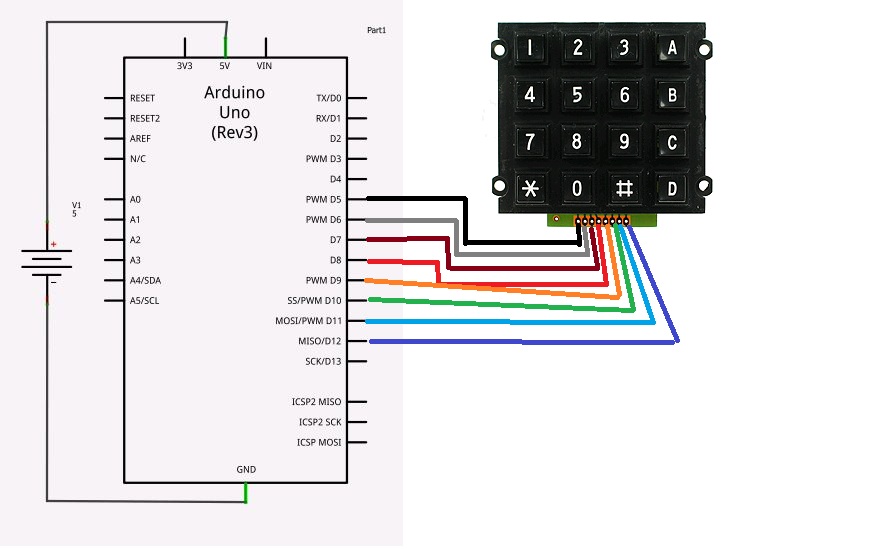 Part1
3V3 5V VIN
Arduino
Uno
(Rev3)
RESET
RESET2
AREF
N/C
A0
A1
A2
A3
A4/SDA
A5/SCL
TX/D0
RX/D1
D2
PWM D3
D4
PWM D5
PWM D6
D7
D8
PWM D9
SS/PWM D10
MOSI/PWM D11
MISO/D12
SCK/D13
ICSP2 MISO
ICSP2 SCK
ICSP MOSI
GND
V1
5
+
−
1 2 3 A
4 5 6 B
7 8 9 C
* 0 # D